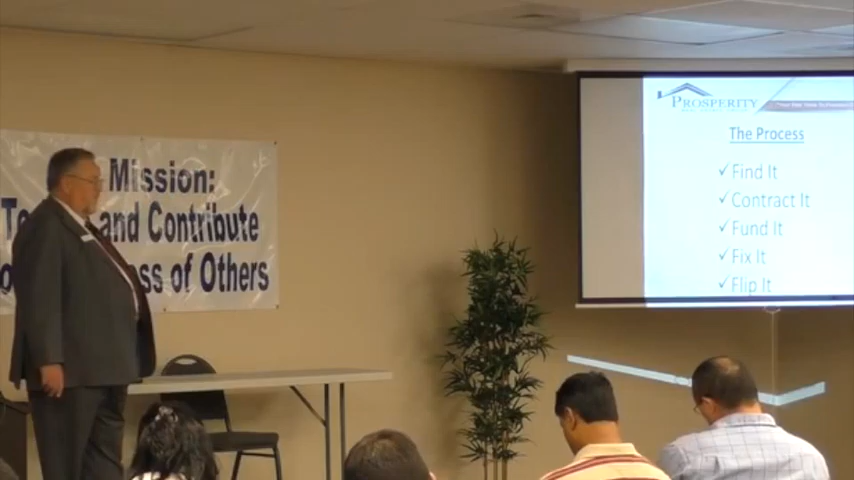 Mission:
and Contribute
ss of Others
PROSPERITY
The Process
✓ Find It
✓ Contract It
✓ Fund It
✓ Fix It
✓ Flip It